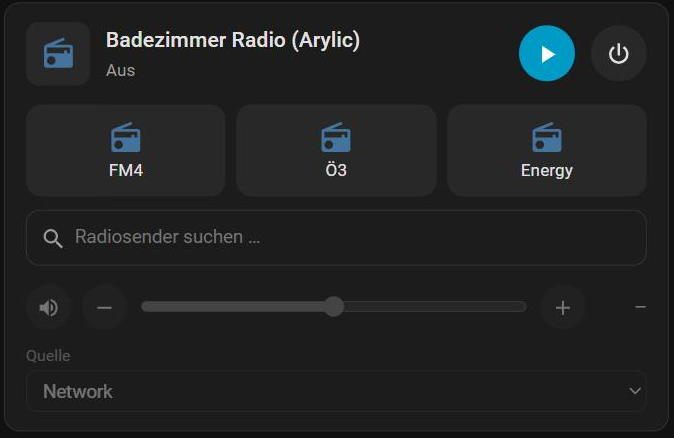 Badezimmer Radio (Arylic)
Aus
FM4
Ö3
Energy
Radiosender suchen …
–
Quelle
Network